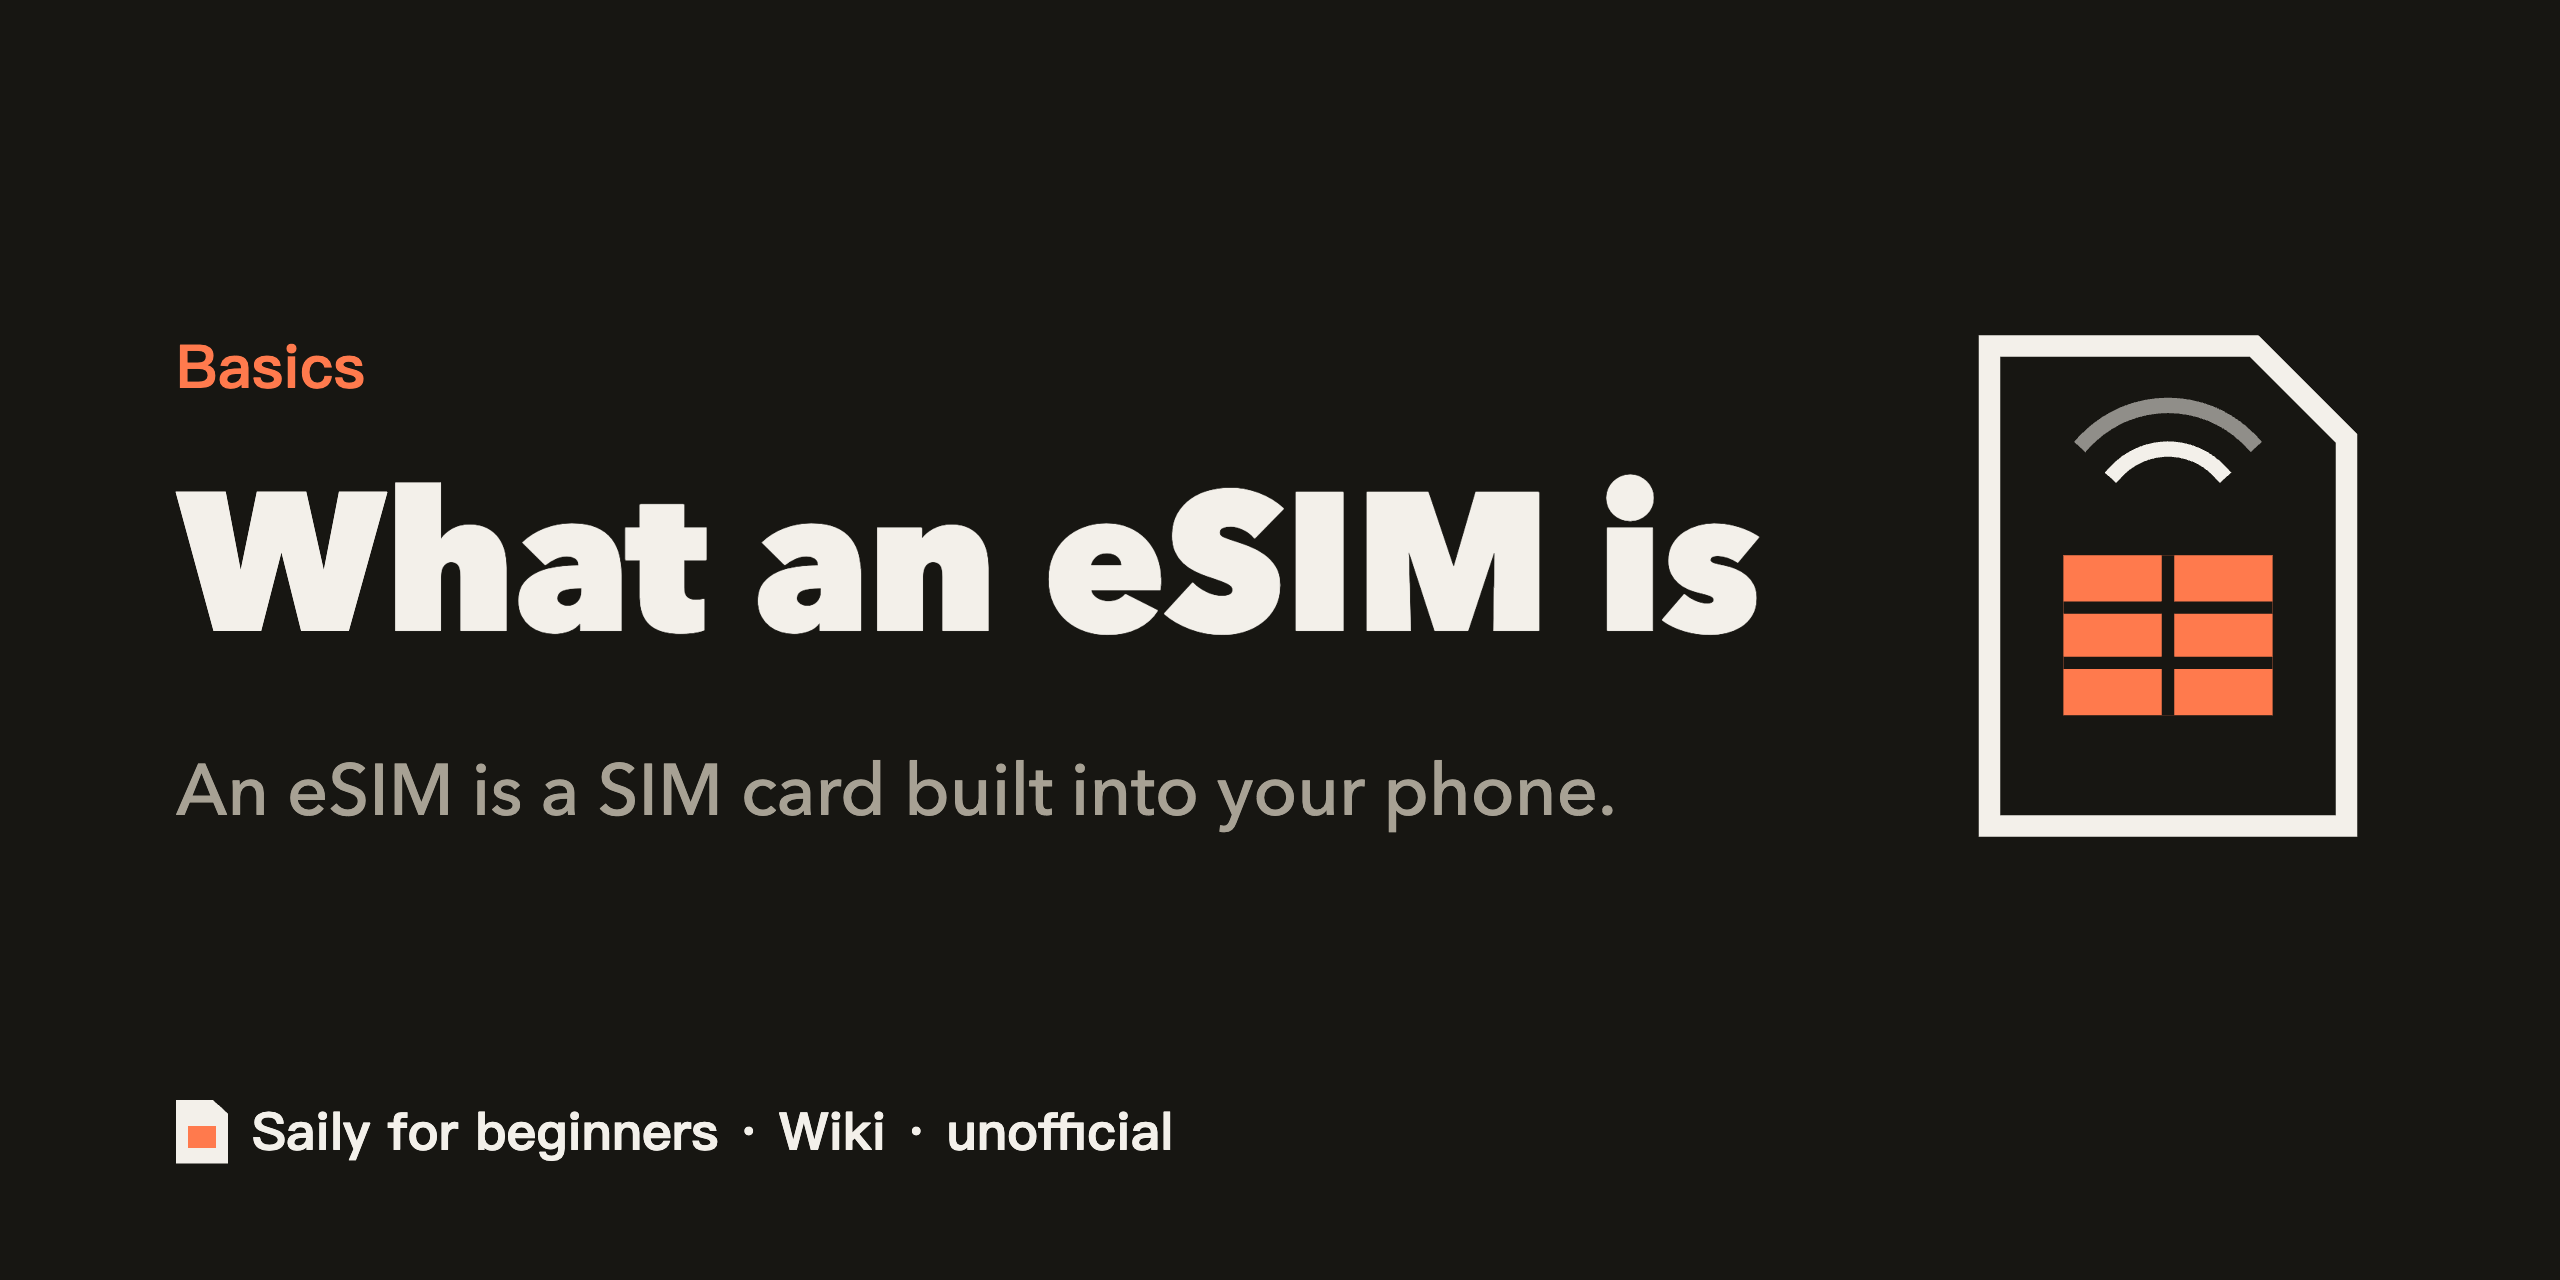 Basics
What an eSIM is
An eSIM is a SIM card built into your phone.
Saily for beginners · Wiki · unofficial